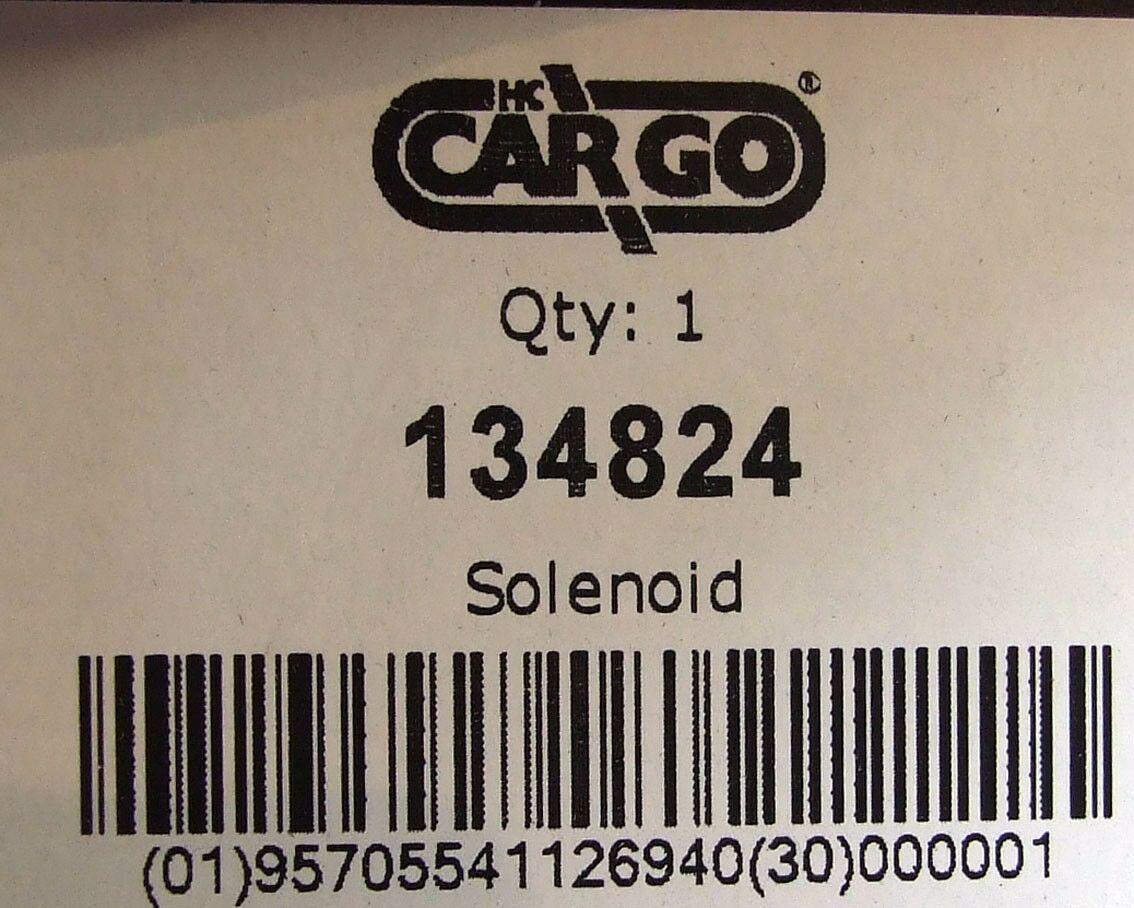 HC
CARGO®
Qty: 1
134824
Solenoid
(01)95705541126940(30)000001